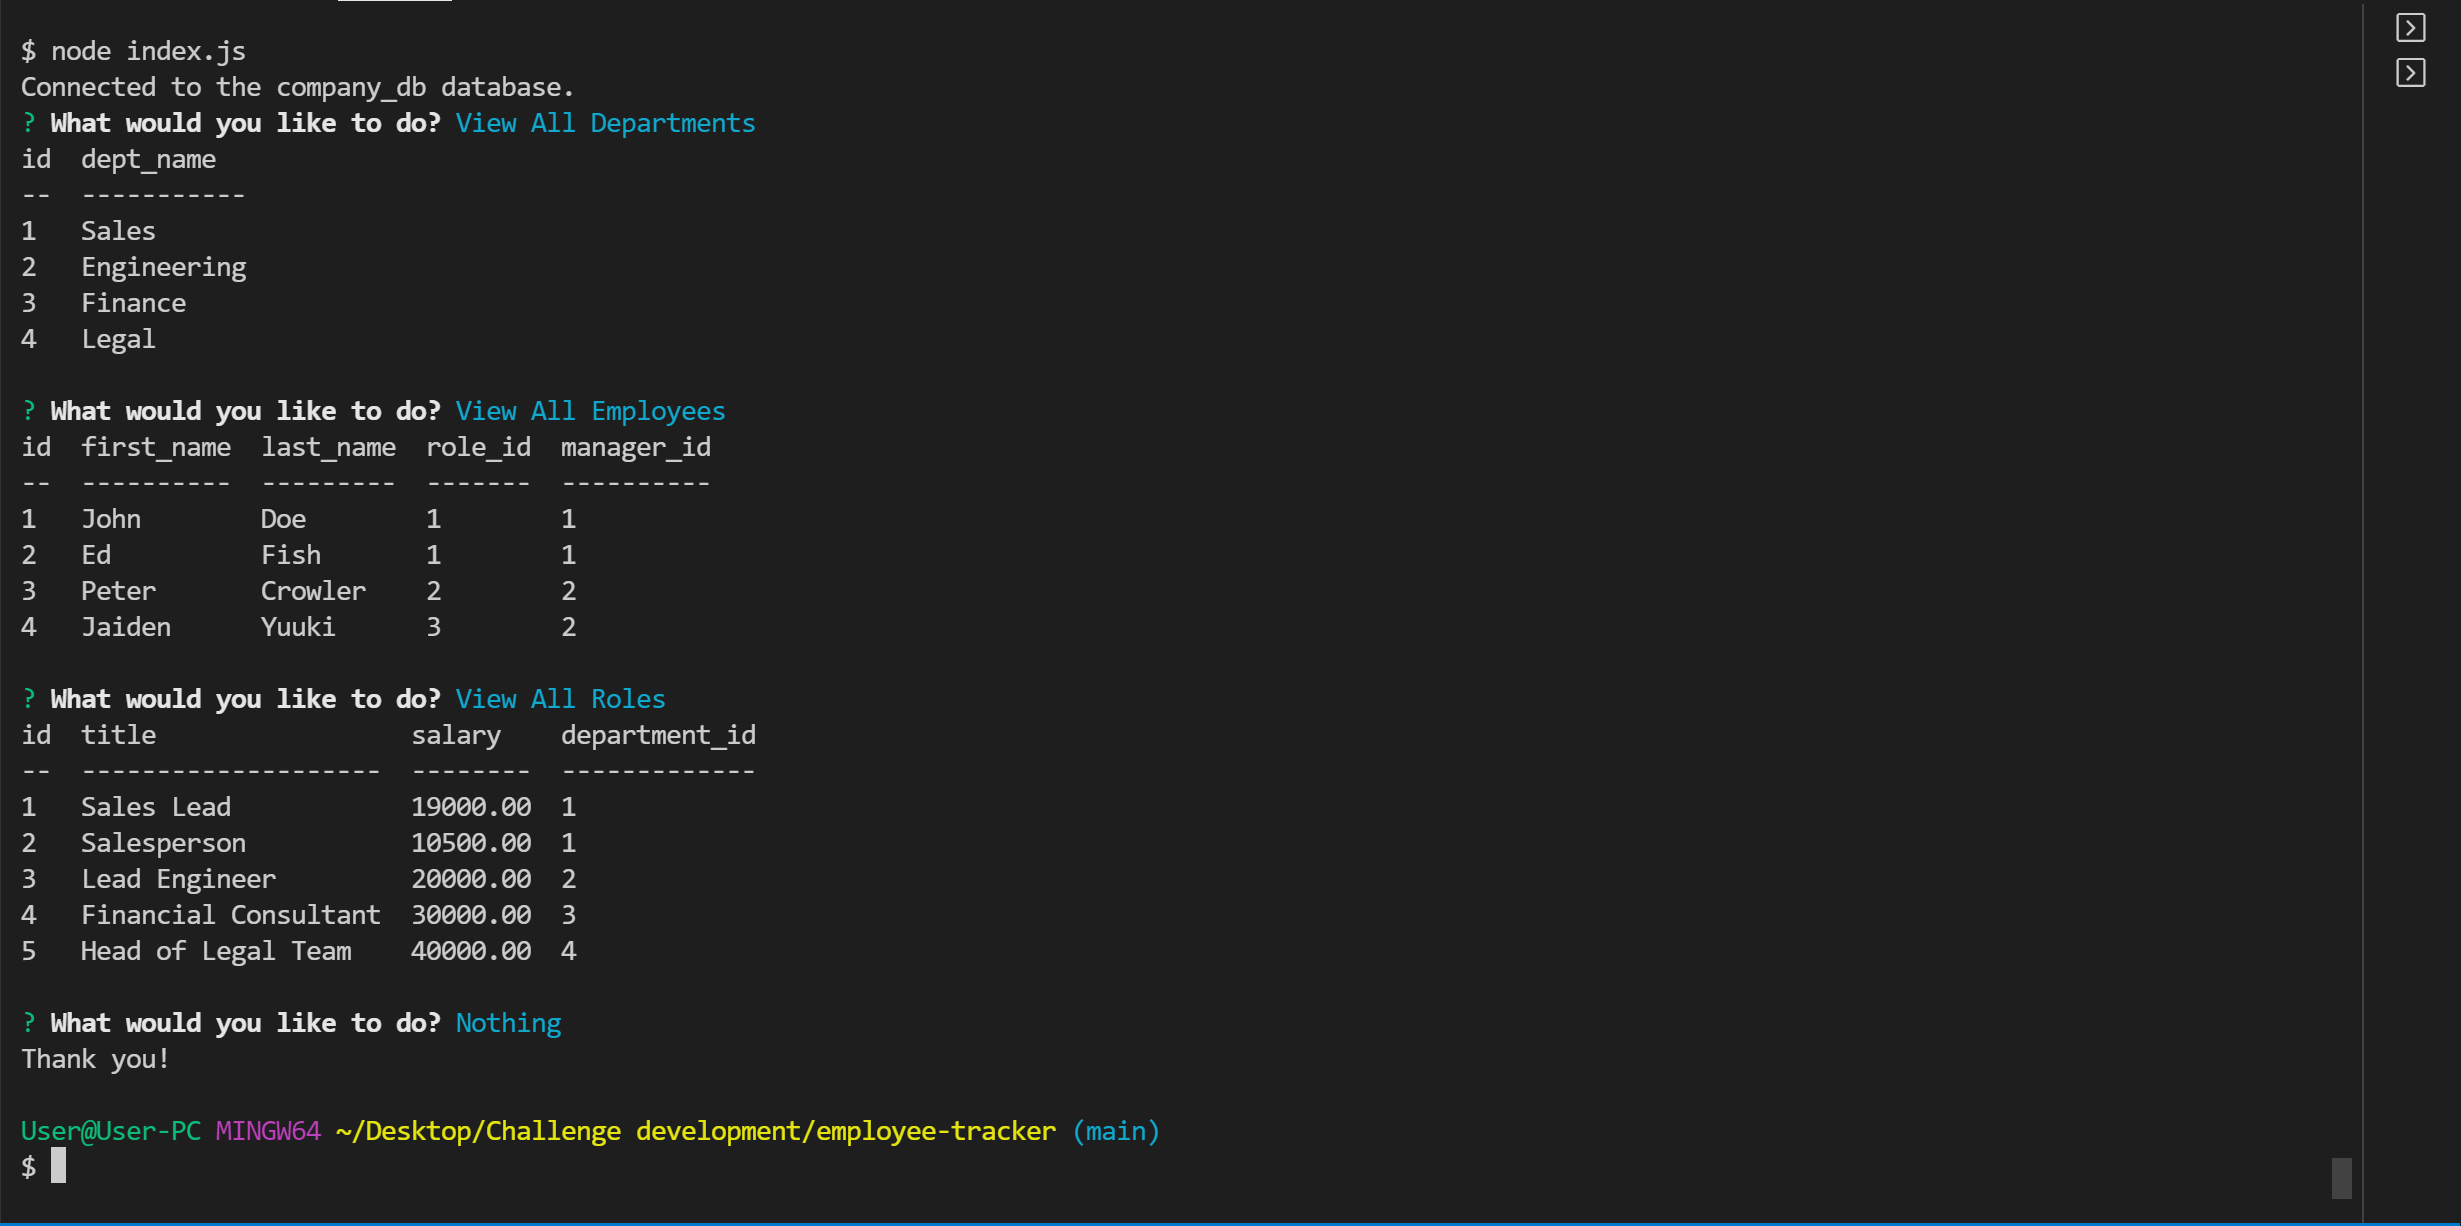 $ node index.js
Connected to the company_db database.
? What would you like to do? View All Departments
id  dept_name
--  -----------
1   Sales
2   Engineering
3   Finance
4   Legal
? What would you like to do? View All Employees
id  first_name  last_name  role_id  manager_id
--  ----------  ---------  -------  ----------
1   John        Doe        1        1
2   Ed          Fish       1        1
3   Peter       Crowler    2        2
4   Jaiden      Yuuki      3        2
? What would you like to do? View All Roles
id  title                 salary    department_id
--  --------------------  --------  -------------
1   Sales Lead            19000.00  1
2   Salesperson           10500.00  1
3   Lead Engineer         20000.00  2
4   Financial Consultant  30000.00  3
5   Head of Legal Team    40000.00  4
? What would you like to do? Nothing
Thank you!
User@User-PC MINGW64 ~/Desktop/Challenge development/employee-tracker (main)
$